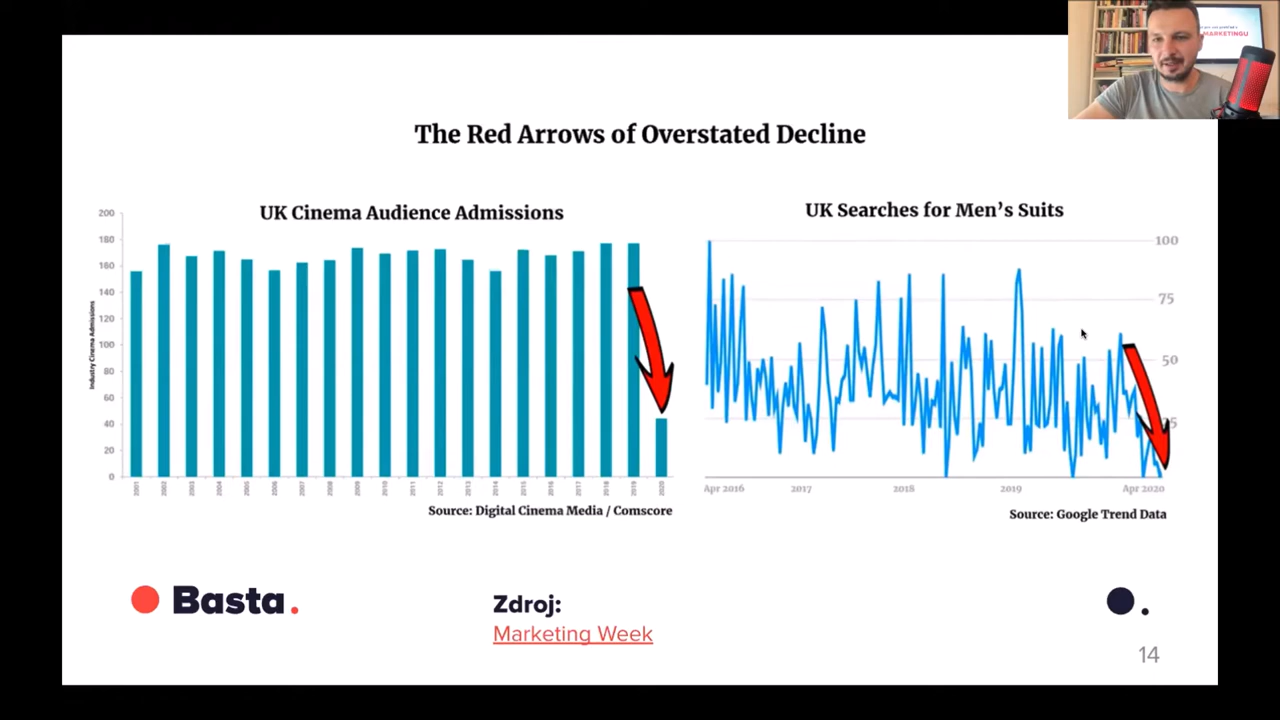 MARKETINGU
The Red Arrows of Overstated Decline
UK Cinema Audience Admissions
200
180
160
140
120
100
80
60
40
20
0
Industry Cinema Admissions
2001 2002 2003 2004 2005 2006 2007 2008 2009 2010 2011 2012 2013 2014 2015 2016 2017 2018 2019 2020
Source: Digital Cinema Media / Comscore
UK Searches for Men's Suits
100
75
50
Apr 2016 2017 2018 2019 Apr 2020
Source: Google Trend Data
Basta.
Zdroj:
Marketing Week
14